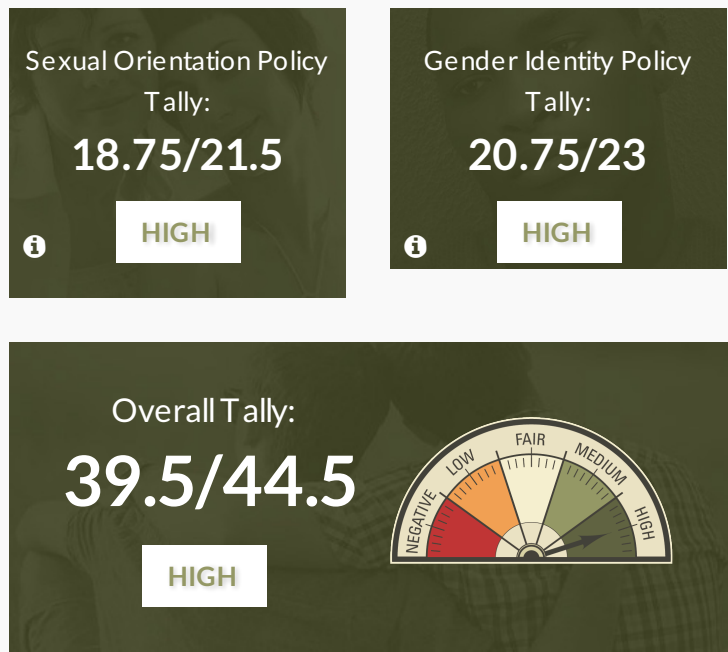 Sexual Orientation Policy
Tally:
18.75/21.5
HIGH
Gender Identity Policy
Tally:
20.75/23
HIGH
Overall Tally:
39.5/44.5
HIGH
NEGATIVE
LOW
FAIR
MEDIUM
HIGH